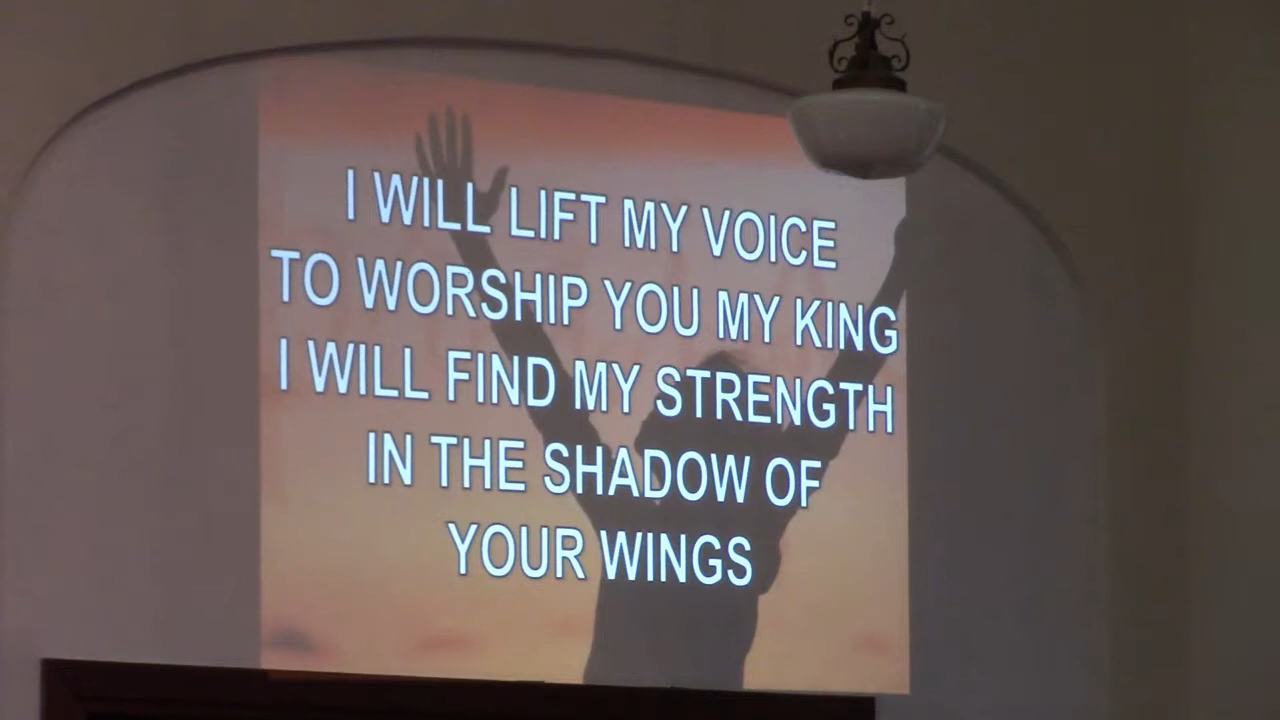 I WILL LIFT MY VOICE
TO WORSHIP YOU MY KING
I WILL FIND MY STRENGTH
IN THE SHADOW OF
YOUR WINGS